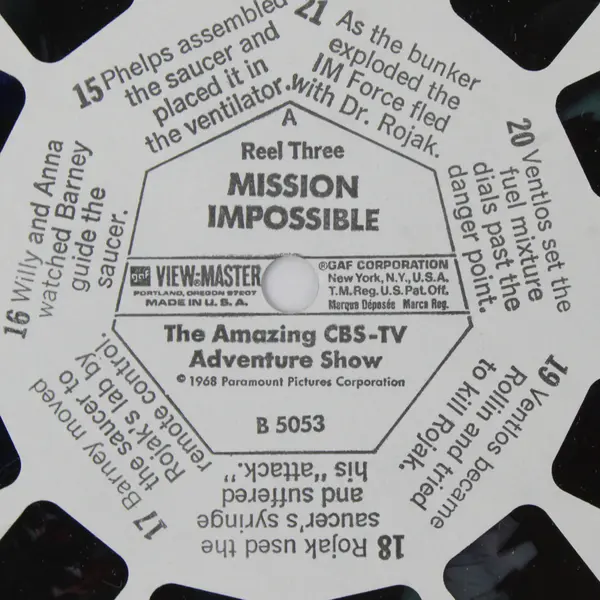 A
Reel Three
MISSION
IMPOSSIBLE
gaf VIEW-MASTER
PORTLAND, OREGON 97207
MADE IN U.S.A.
®GAF CORPORATION
New York, N.Y., U.S.A.
T.M. Reg. U.S. Pat. Off.
Marque Déposée Marca Reg.
The Amazing CBS-TV
Adventure Show
© 1968 Paramount Pictures Corporation
B 5053
15 Phelps assembled
the saucer and
placed it in
the ventilator.
16 Willy and Anna
watched Barney
guide the
saucer.
17 Barney moved
the saucer to
Rojak's lab by
remote control.
18 Rojak used the
saucer's syringe
and suffered
his "attack."
19 Ventlos became
Rollin and tried
to kill Rojak.
20 Ventlos set the
fuel mixture
dials past the
danger point.
21 As the bunker
exploded the
IM Force fled
with Dr. Rojak.